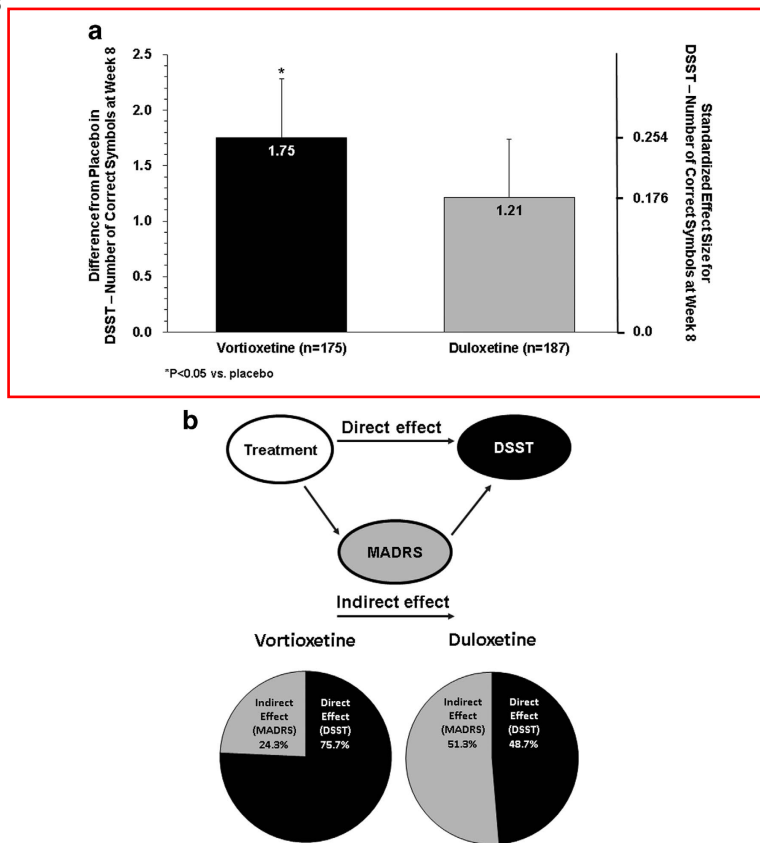 a
Difference from Placeboin
DSST – Number of Correct Symbols at Week 8
2.5
2.0
1.5
1.0
0.5
0.0
*
1.75
1.21
Vortioxetine (n=175)
Duloxetine (n=187)
0.254
0.176
0.0
Standardized Effect Size for
DSST – Number of Correct Symbols at Week 8
*P<0.05 vs. placebo
b
Treatment
Direct effect
DSST
MADRS
Indirect effect
Vortioxetine
Duloxetine
Indirect
Effect
(MADRS)
24.3%
Direct
Effect
(DSST)
75.7%
Indirect
Effect
(MADRS)
51.3%
Direct
Effect
(DSST)
48.7%